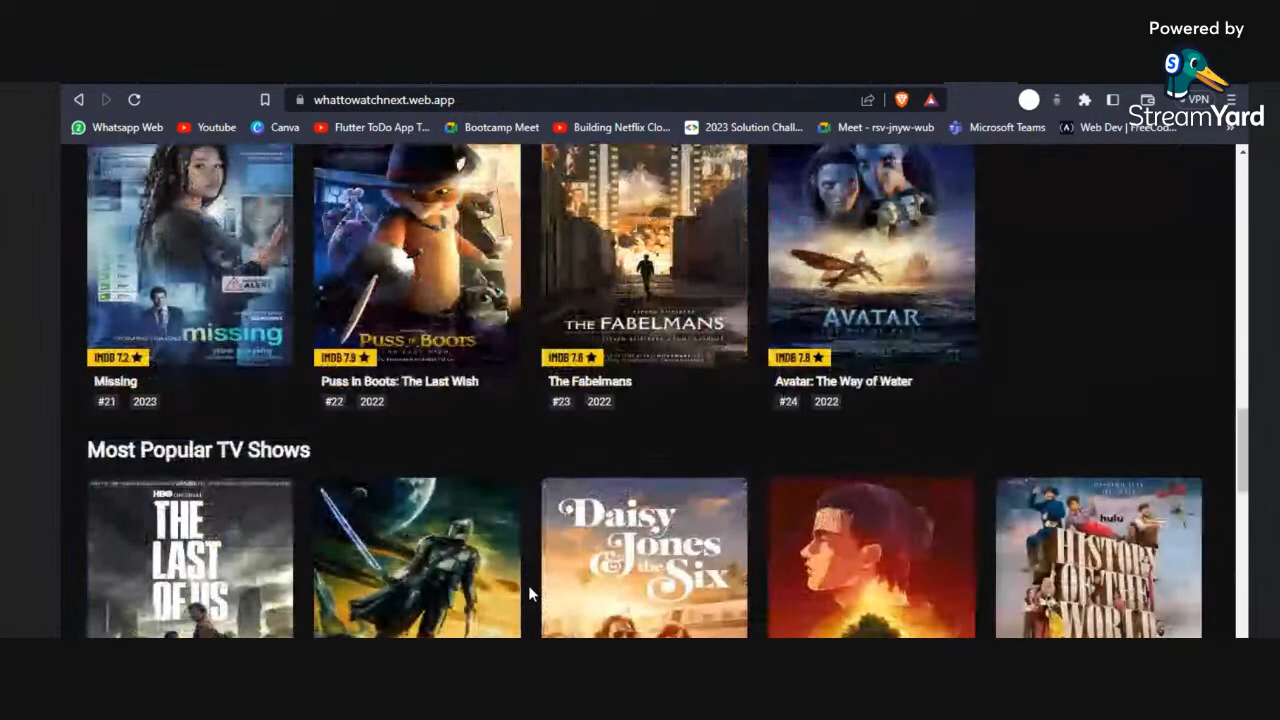 Powered by
StreamYard
whattowatchnext.web.app
VPN
Whatsapp Web
Youtube
Canva
Flutter ToDo App T...
Bootcamp Meet
Building Netflix Clo...
2023 Solution Chall...
Meet - rsv-jnyw-wub
Microsoft Teams
Web Dev | FreeCod...
ALERT
missing
PUSS IN BOOTS
THE LAST WISH
THE FABELMANS
AVATAR
IMDB 7.2
IMDB 7.9
IMDB 7.6
IMDB 7.8
Missing
Puss in Boots: The Last Wish
The Fabelmans
Avatar: The Way of Water
#21 2023
#22 2022
#23 2022
#24 2022
Most Popular TV Shows
HBO ORIGINAL
THE
LAST
OF US
Daisy
Jones
& the
Six
hulu
HISTORY
OF THE
WORLD